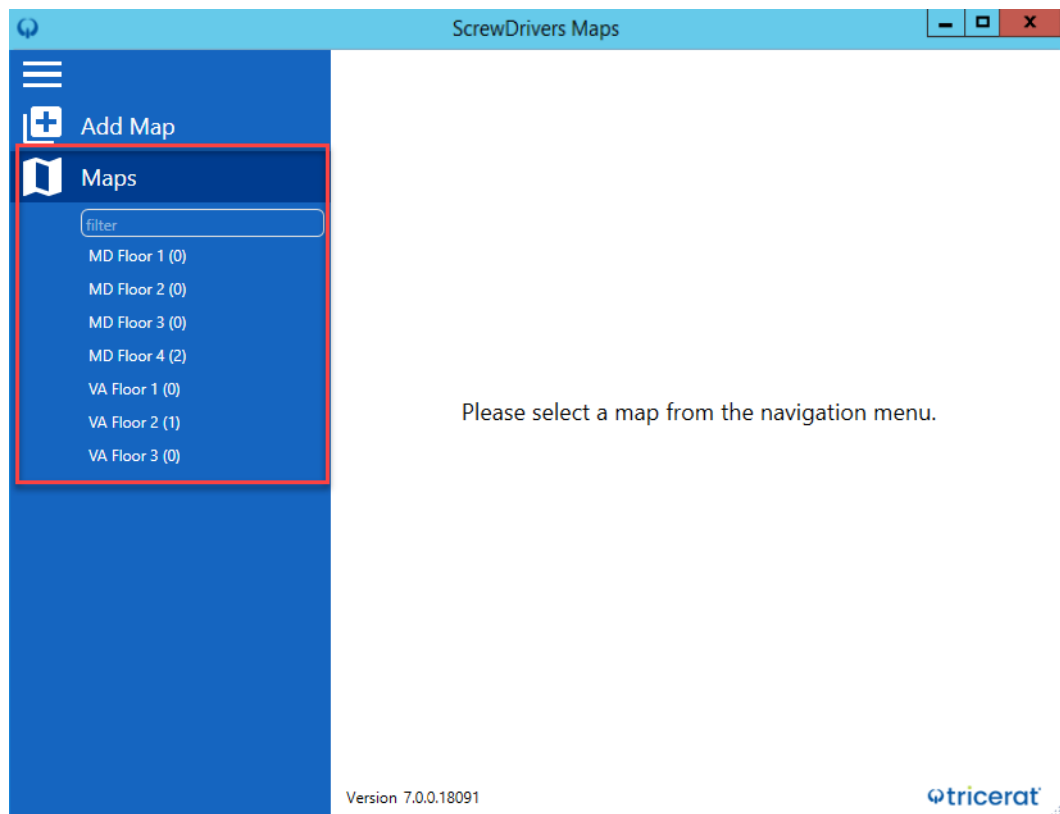 ScrewDrivers Maps
Add Map
Maps
filter
MD Floor 1 (0)
MD Floor 2 (0)
MD Floor 3 (0)
MD Floor 4 (2)
VA Floor 1 (0)
VA Floor 2 (1)
VA Floor 3 (0)
Please select a map from the navigation menu.
Version 7.0.0.18091
tricerat